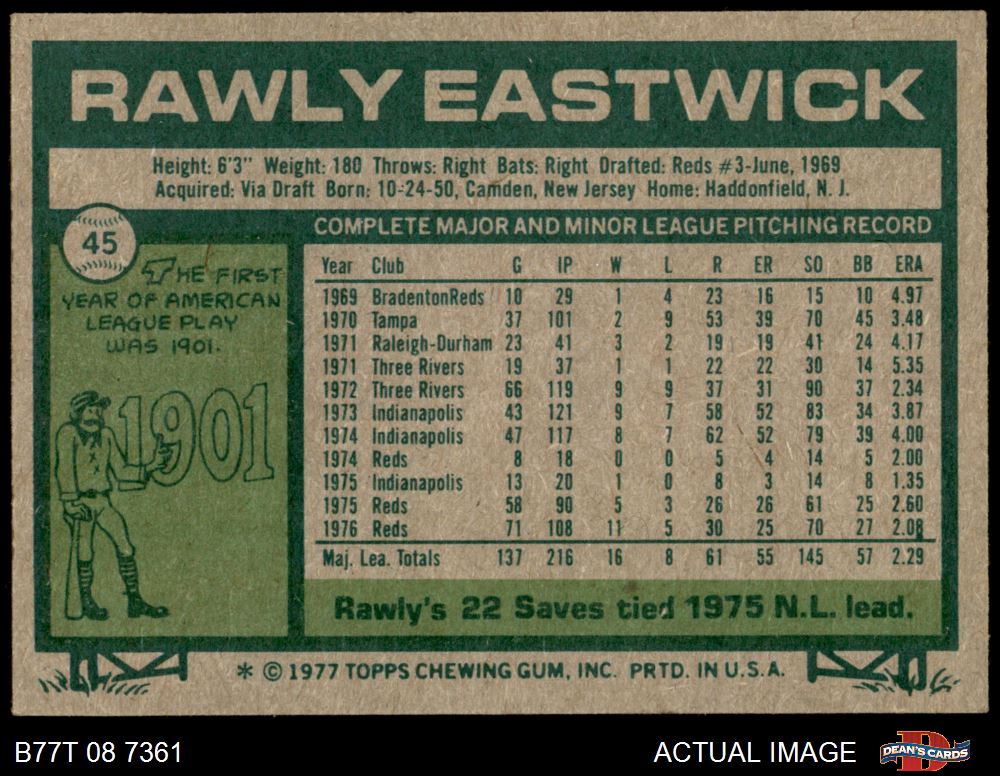 RAWLY EASTWICK
Height: 6'3" Weight: 180 Throws: Right Bats: Right Drafted: Reds #3-June, 1969
Acquired: Via Draft Born: 10-24-50, Camden, New Jersey Home: Haddonfield, N. J.
45
THE FIRST
YEAR OF AMERICAN
LEAGUE PLAY
WAS 1901.
1901
COMPLETE MAJOR AND MINOR LEAGUE PITCHING RECORD
Year Club G IP W L R ER SO BB ERA
1969 BradentonReds 10 29 1 4 23 16 15 10 4.97
1970 Tampa 37 101 2 9 53 39 70 45 3.48
1971 Raleigh-Durham 23 41 3 2 19 19 41 24 4.17
1971 Three Rivers 19 37 1 1 22 22 30 14 5.35
1972 Three Rivers 66 119 9 9 37 31 90 37 2.34
1973 Indianapolis 43 121 9 7 58 52 83 34 3.87
1974 Indianapolis 47 117 8 7 62 52 79 39 4.00
1974 Reds 8 18 0 0 5 4 14 5 2.00
1975 Indianapolis 13 20 1 0 8 3 14 8 1.35
1975 Reds 58 90 5 3 26 26 61 25 2.60
1976 Reds 71 108 11 5 30 25 70 27 2.08
Maj. Lea. Totals 137 216 16 8 61 55 145 57 2.29
Rawly's 22 Saves tied 1975 N.L. lead.
* © 1977 TOPPS CHEWING GUM, INC. PRTD. IN U.S.A.
B77T 08 7361
ACTUAL IMAGE
D
DEAN'S CARDS